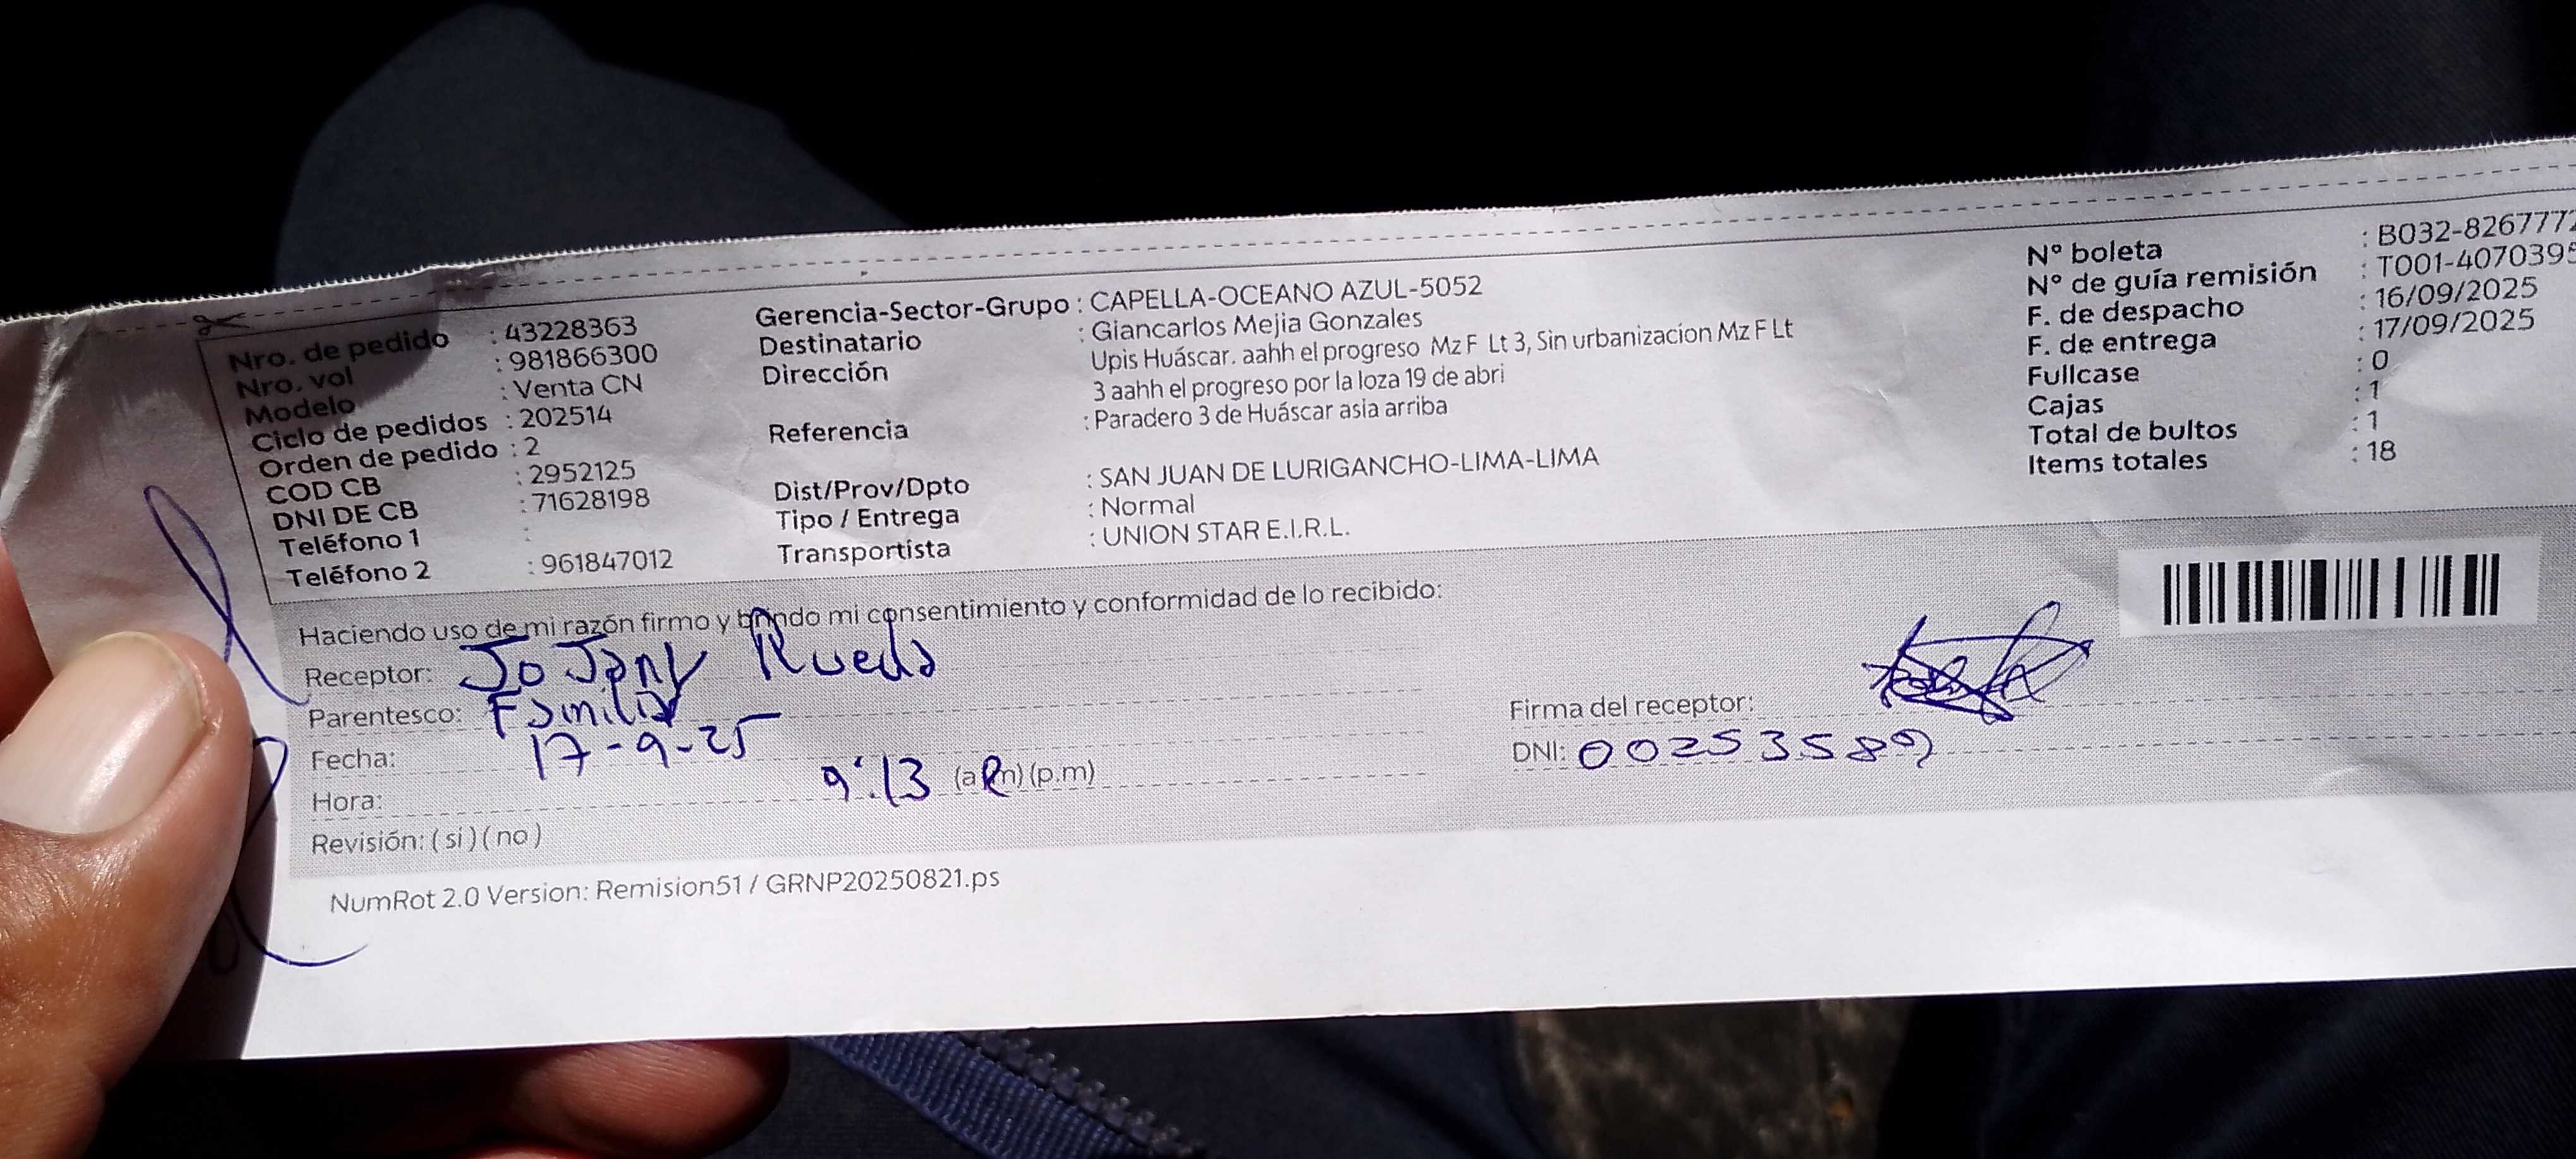 Nro. de pedido : 43228363
Nro. vol : 981866300
Modelo : Venta CN
Ciclo de pedidos : 202514
Orden de pedido : 2
COD CB : 2952125
DNI DE CB : 71628198
Teléfono 1 :
Teléfono 2 : 961847012
Gerencia-Sector-Grupo : CAPELLA-OCEANO AZUL-5052
Destinatario : Giancarlos Mejia Gonzales
Dirección Upis Huáscar. aahh el progreso Mz F Lt 3, Sin urbanizacion Mz F Lt
3 aahh el progreso por la loza 19 de abri
Referencia : Paradero 3 de Huáscar asia arriba
Dist/Prov/Dpto : SAN JUAN DE LURIGANCHO-LIMA-LIMA
Tipo / Entrega : Normal
Transportista : UNION STAR E.I.R.L.
Nº boleta : B032-8267772
Nº de guía remisión : T001-4070395
F. de despacho : 16/09/2025
F. de entrega : 17/09/2025
Fullcase : 0
Cajas : 1
Total de bultos : 1
Items totales : 18
Haciendo uso de mi razón firmo y brindo mi consentimiento y conformidad de lo recibido:
Receptor: Rueda
Parentesco: Familia
Fecha: 17-9-25
Hora: 9:13 (a.m) (p.m)
Revisión: ( si ) ( no )
Firma del receptor:
DNI: 00253589
NumRot 2.0 Version: Remision51 / GRNP20250821.ps